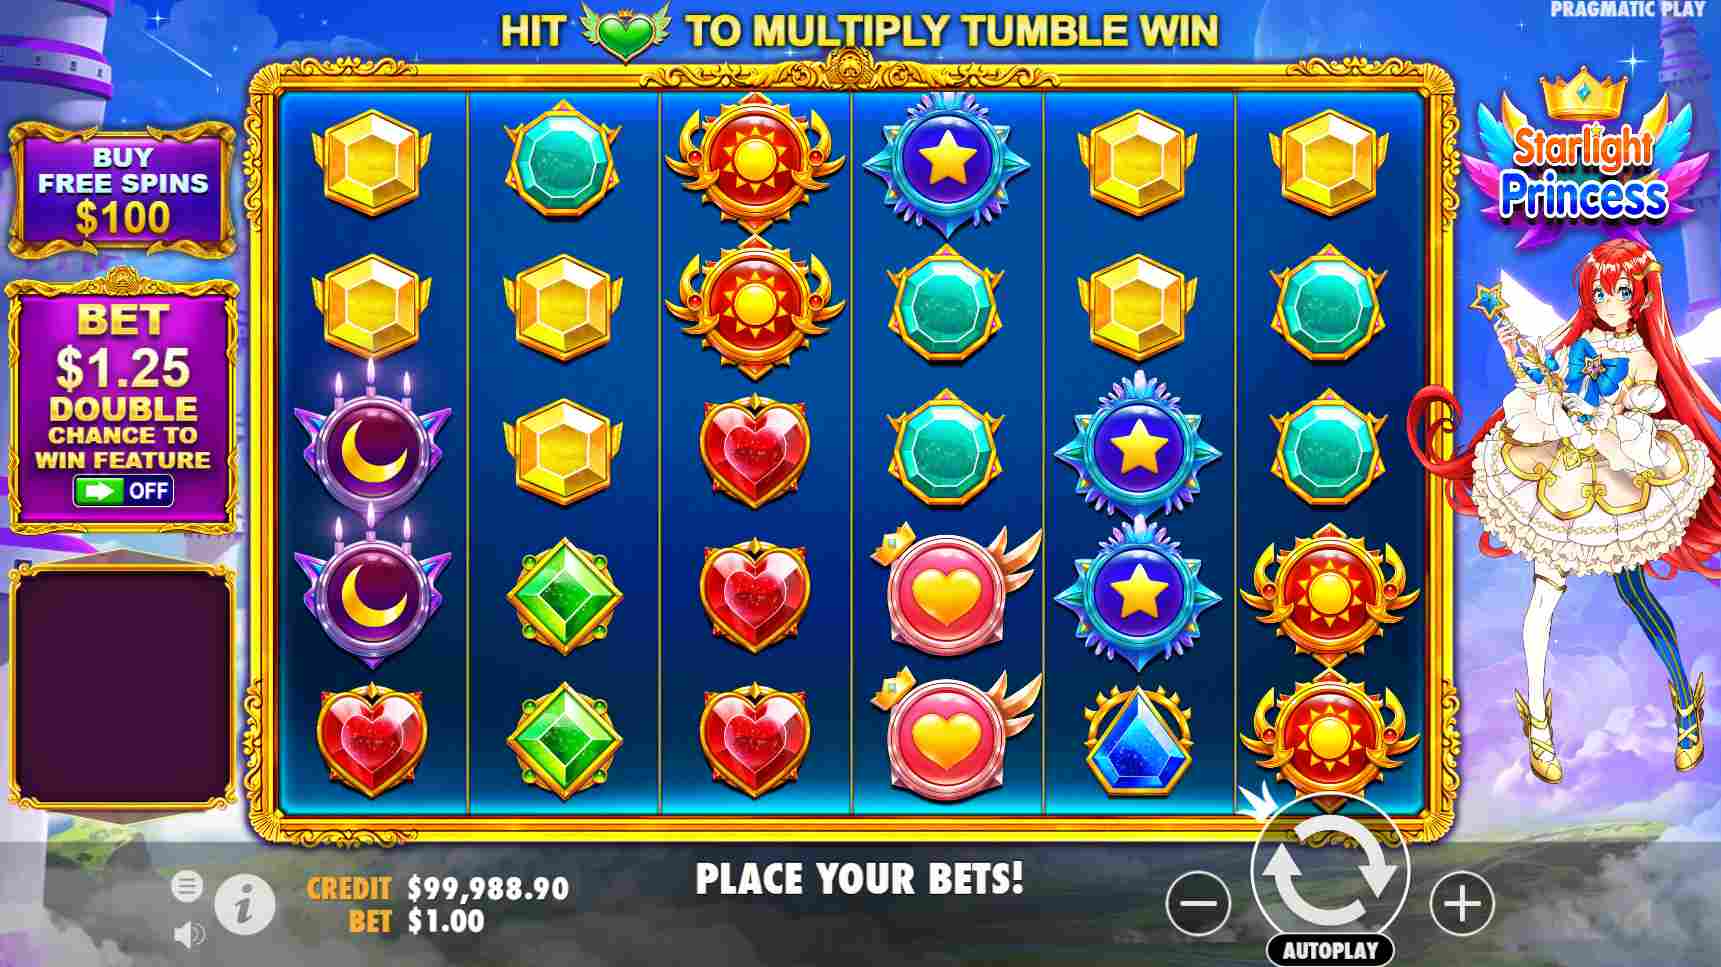 HIT TO MULTIPLY TUMBLE WIN
PRAGMATIC PLAY
BUY
FREE SPINS
$100
BET
$1.25
DOUBLE
CHANCE TO
WIN FEATURE
OFF
Starlight
Princess
CREDIT $99,988.90
BET $1.00
PLACE YOUR BETS!
AUTOPLAY